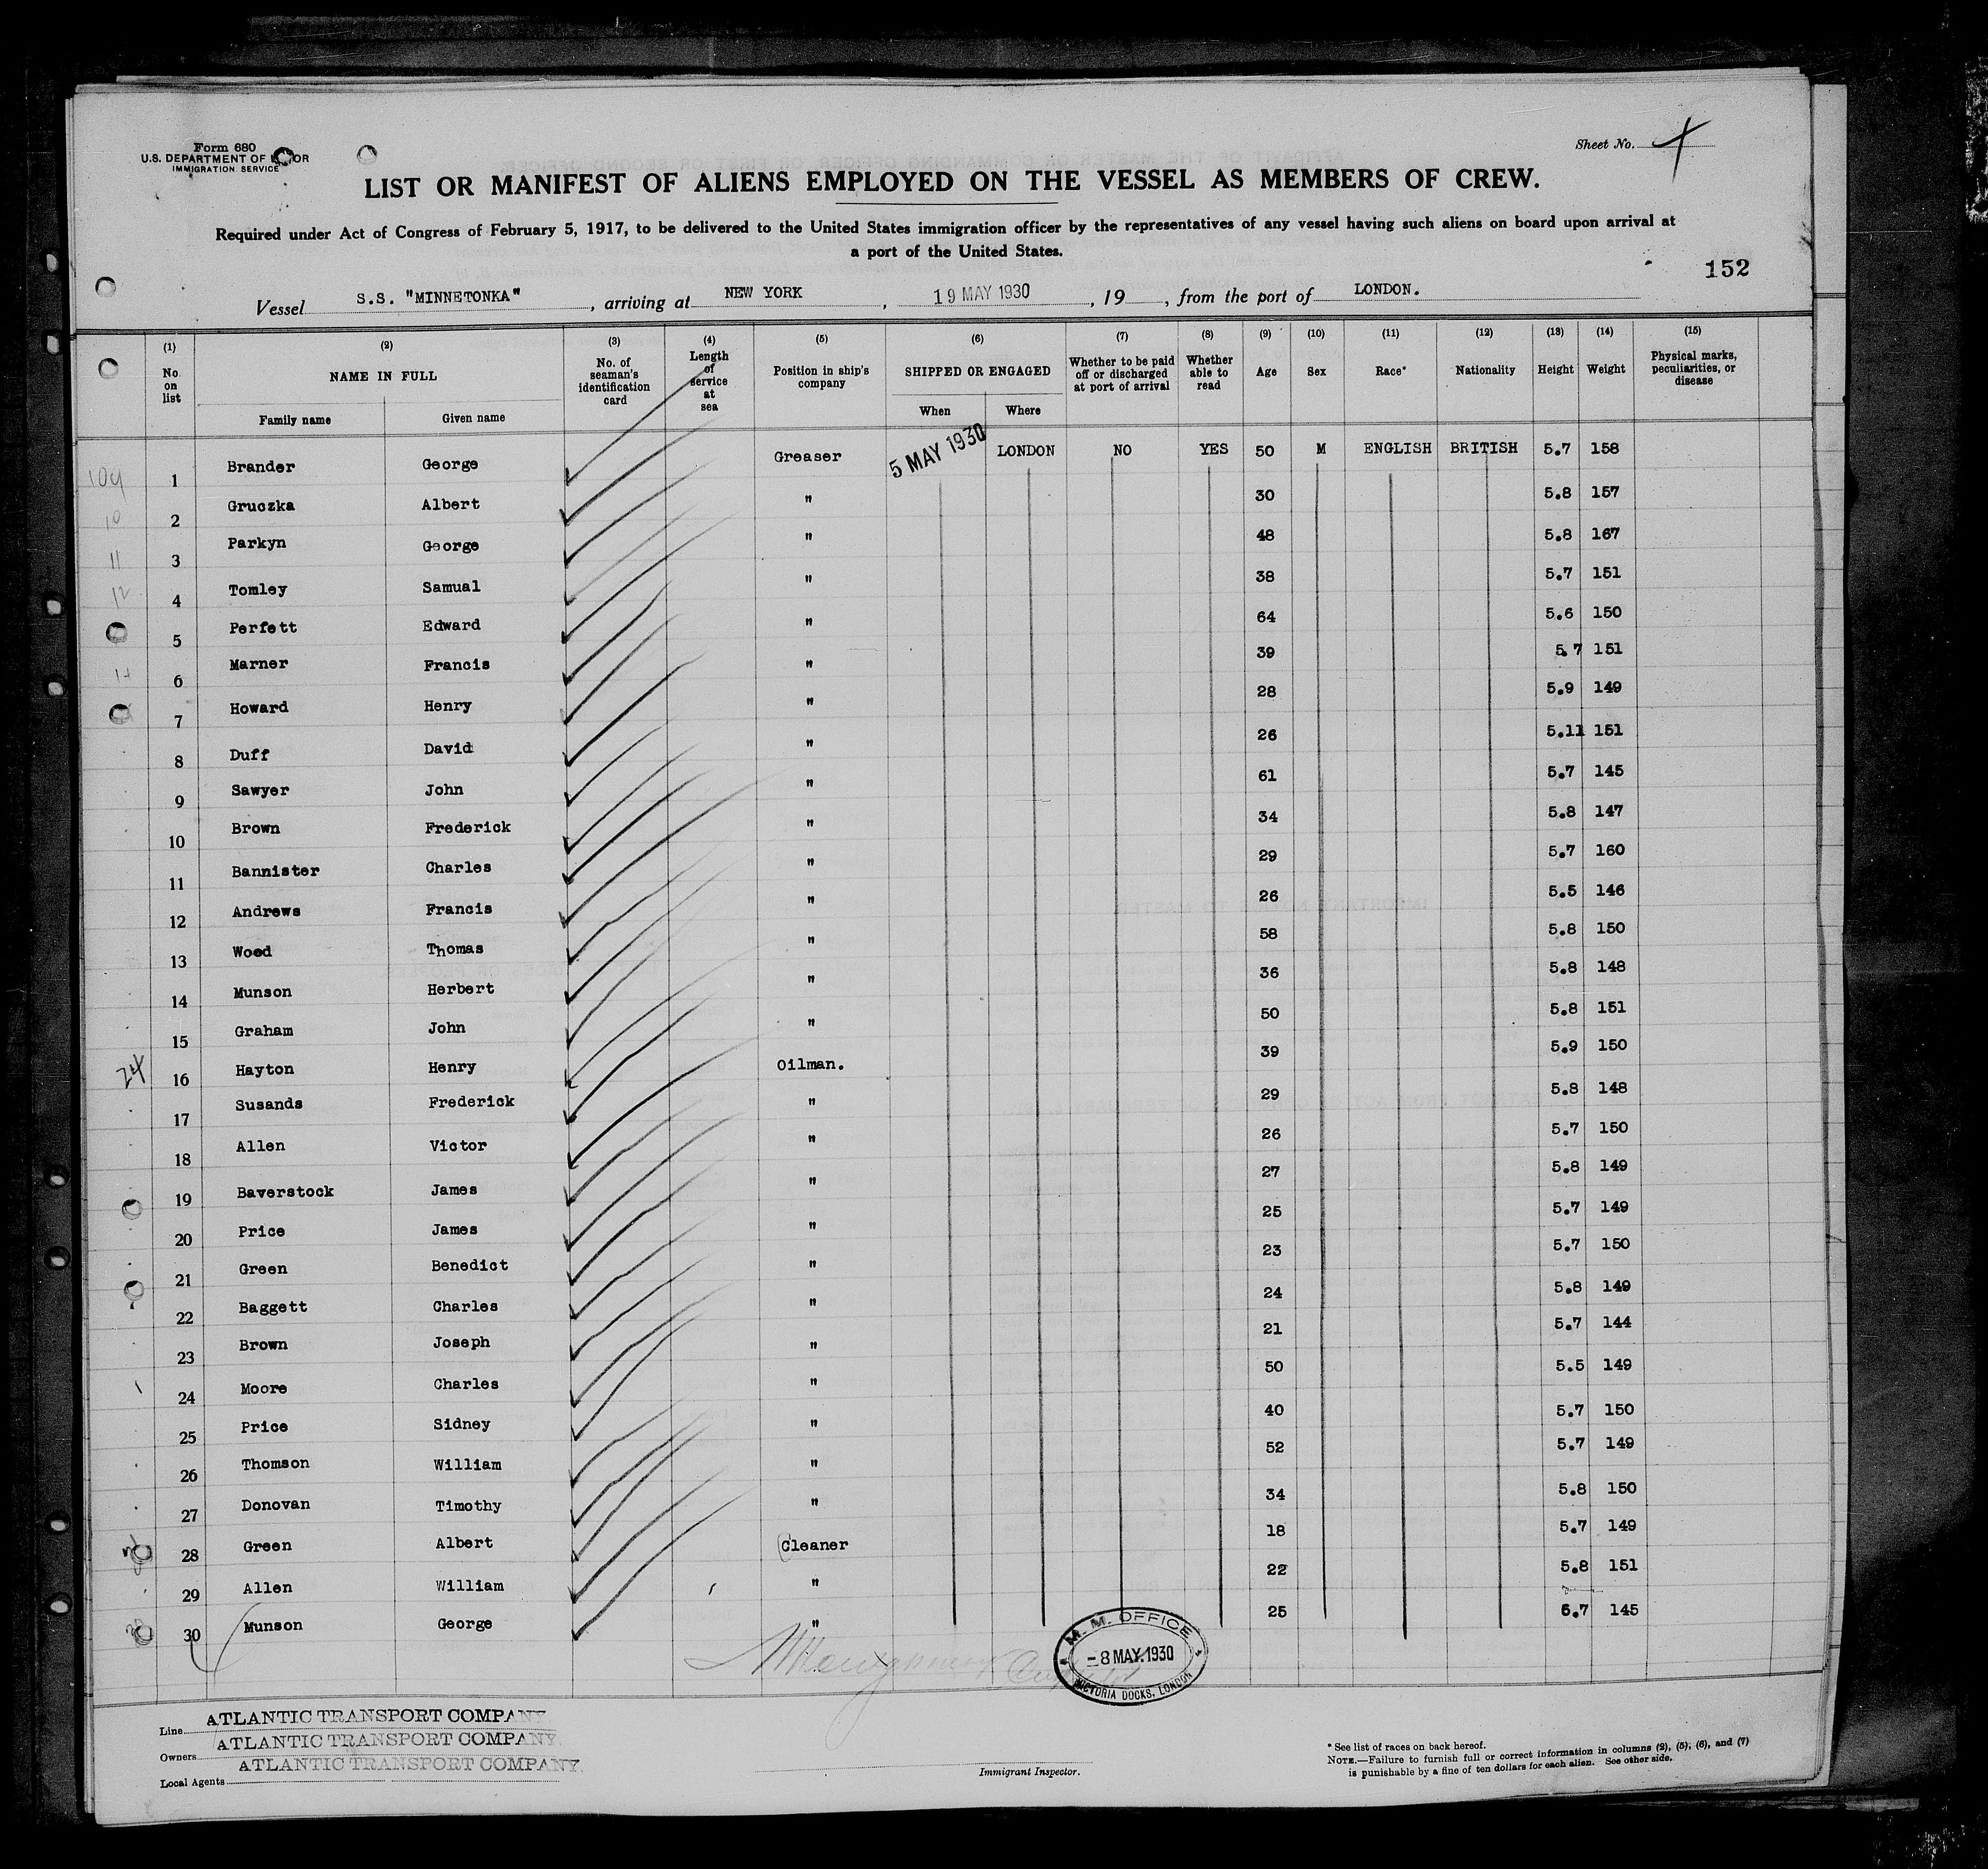 Form 680
U.S. DEPARTMENT OF LABOR
IMMIGRATION SERVICE
Sheet No. 4
LIST OR MANIFEST OF ALIENS EMPLOYED ON THE VESSEL AS MEMBERS OF CREW.
Required under Act of Congress of February 5, 1917, to be delivered to the United States immigration officer by the representatives of any vessel having such aliens on board upon arrival at
a port of the United States.
152
Vessel S.S. "MINNETONKA" , arriving at NEW YORK , 19 MAY 1930 , 19 , from the port of LONDON.
(1) No. on list
(2) NAME IN FULL Family name Given name
(3) No. of seaman's identification card
(4) Length of service at sea
(5) Position in ship's company
(6) SHIPPED OR ENGAGED When Where
(7) Whether to be paid off or discharged at port of arrival
(8) Whether able to read
(9) Age
(10) Sex
(11) Race*
(12) Nationality
(13) Height
(14) Weight
(15) Physical marks, peculiarities, or disease
109 1 Brander George Greaser 5 MAY 1930 LONDON NO YES 50 M ENGLISH BRITISH 5.7 158
10 2 Gruczka Albert " 30 5.8 157
11 3 Parkyn George " 48 5.8 167
12 4 Tomley Samual " 38 5.7 151
5 Perfett Edward " 64 5.6 150
14 6 Marner Francis " 39 5.7 151
7 Howard Henry " 28 5.9 149
8 Duff David " 26 5.11 151
9 Sawyer John " 61 5.7 145
10 Brown Frederick " 34 5.8 147
11 Bannister Charles " 29 5.7 160
12 Andrews Francis " 26 5.5 146
13 Wood Thomas " 58 5.8 150
14 Munson Herbert " 36 5.8 148
15 Graham John " 50 5.8 151
24 16 Hayton Henry Oilman. 39 5.9 150
17 Susands Frederick " 29 5.8 148
18 Allen Victor " 26 5.7 150
19 Baverstock James " 27 5.8 149
20 Price James " 25 5.7 149
21 Green Benedict " 23 5.7 150
22 Baggett Charles " 24 5.8 149
23 Brown Joseph " 21 5.7 144
24 Moore Charles " 50 5.5 149
25 Price Sidney " 40 5.7 150
26 Thomson William " 52 5.7 149
27 Donovan Timothy " 34 5.8 150
28 Green Albert Cleaner 18 5.7 149
29 Allen William " 22 5.8 151
30 Munson George " 25 5.7 145
M. M. OFFICE
-8 MAY.1930
VICTORIA DOCKS, LONDON
Line ATLANTIC TRANSPORT COMPANY
Owners ATLANTIC TRANSPORT COMPANY.
Local Agents ATLANTIC TRANSPORT COMPANY.
Immigrant Inspector.
* See list of races on back hereof.
NOTE.—Failure to furnish full or correct information in columns (2), (5), (6), and (7)
is punishable by a fine of ten dollars for each alien. See other side.